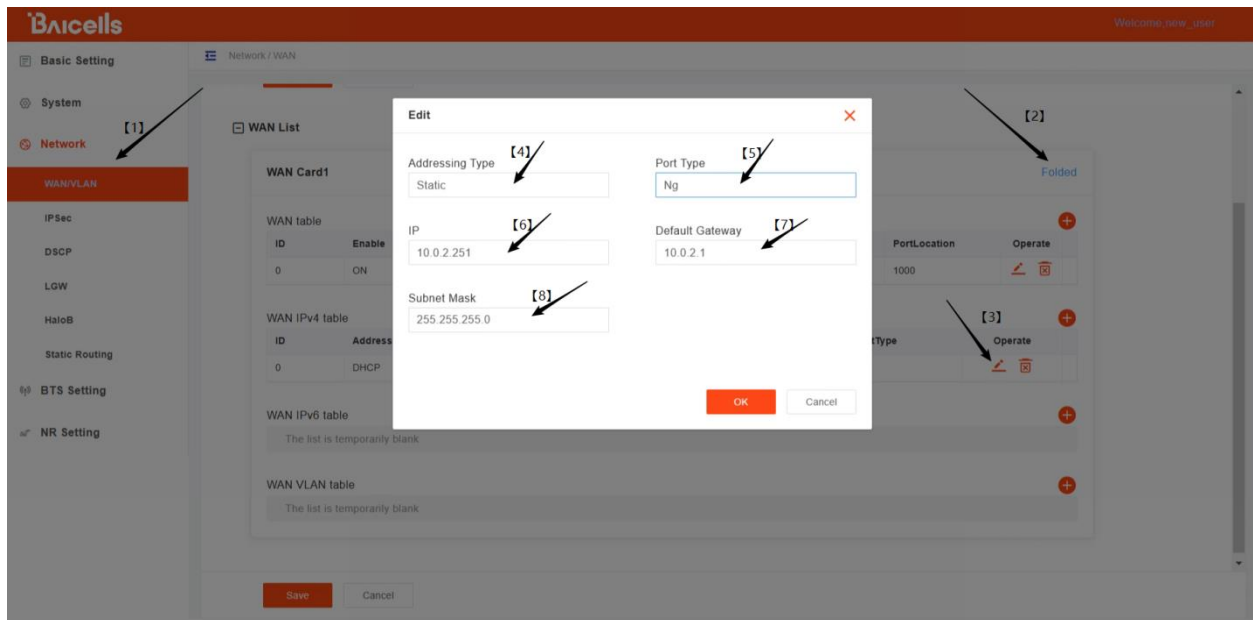 BAICELLS
Welcome,new_user
Basic Setting
System
Network
WAN/VLAN
IPSec
DSCP
LGW
HaloB
Static Routing
BTS Setting
NR Setting
Network / WAN
【1】
【2】
WAN List
WAN Card1
Folded
WAN table
ID Enable PortLocation Operate
0 ON 1000
WAN IPv4 table
【3】
ID Address tType Operate
0 DHCP
WAN IPv6 table
The list is temporarily blank
WAN VLAN table
The list is temporarily blank
Save Cancel
Edit
Addressing Type 【4】 Port Type 【5】
Static Ng
IP 【6】 Default Gateway 【7】
10.0.2.251 10.0.2.1
Subnet Mask 【8】
255.255.255.0
OK Cancel